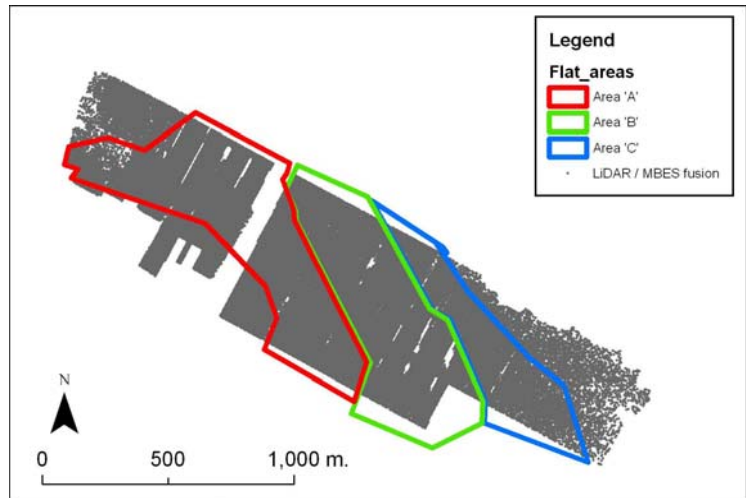 Legend
Flat_areas
Area 'A'
Area 'B'
Area 'C'
LiDAR / MBES fusion
N
0 500 1,000 m.